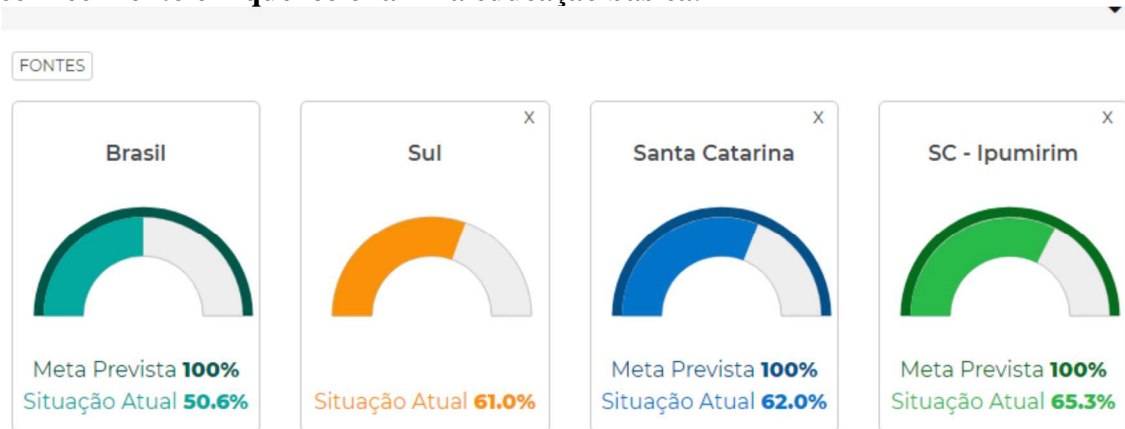 FONTES
Brasil
Meta Prevista 100%
Situação Atual 50.6%
X
Sul
Situação Atual 61.0%
X
Santa Catarina
Meta Prevista 100%
Situação Atual 62.0%
X
SC - Ipumirim
Meta Prevista 100%
Situação Atual 65.3%